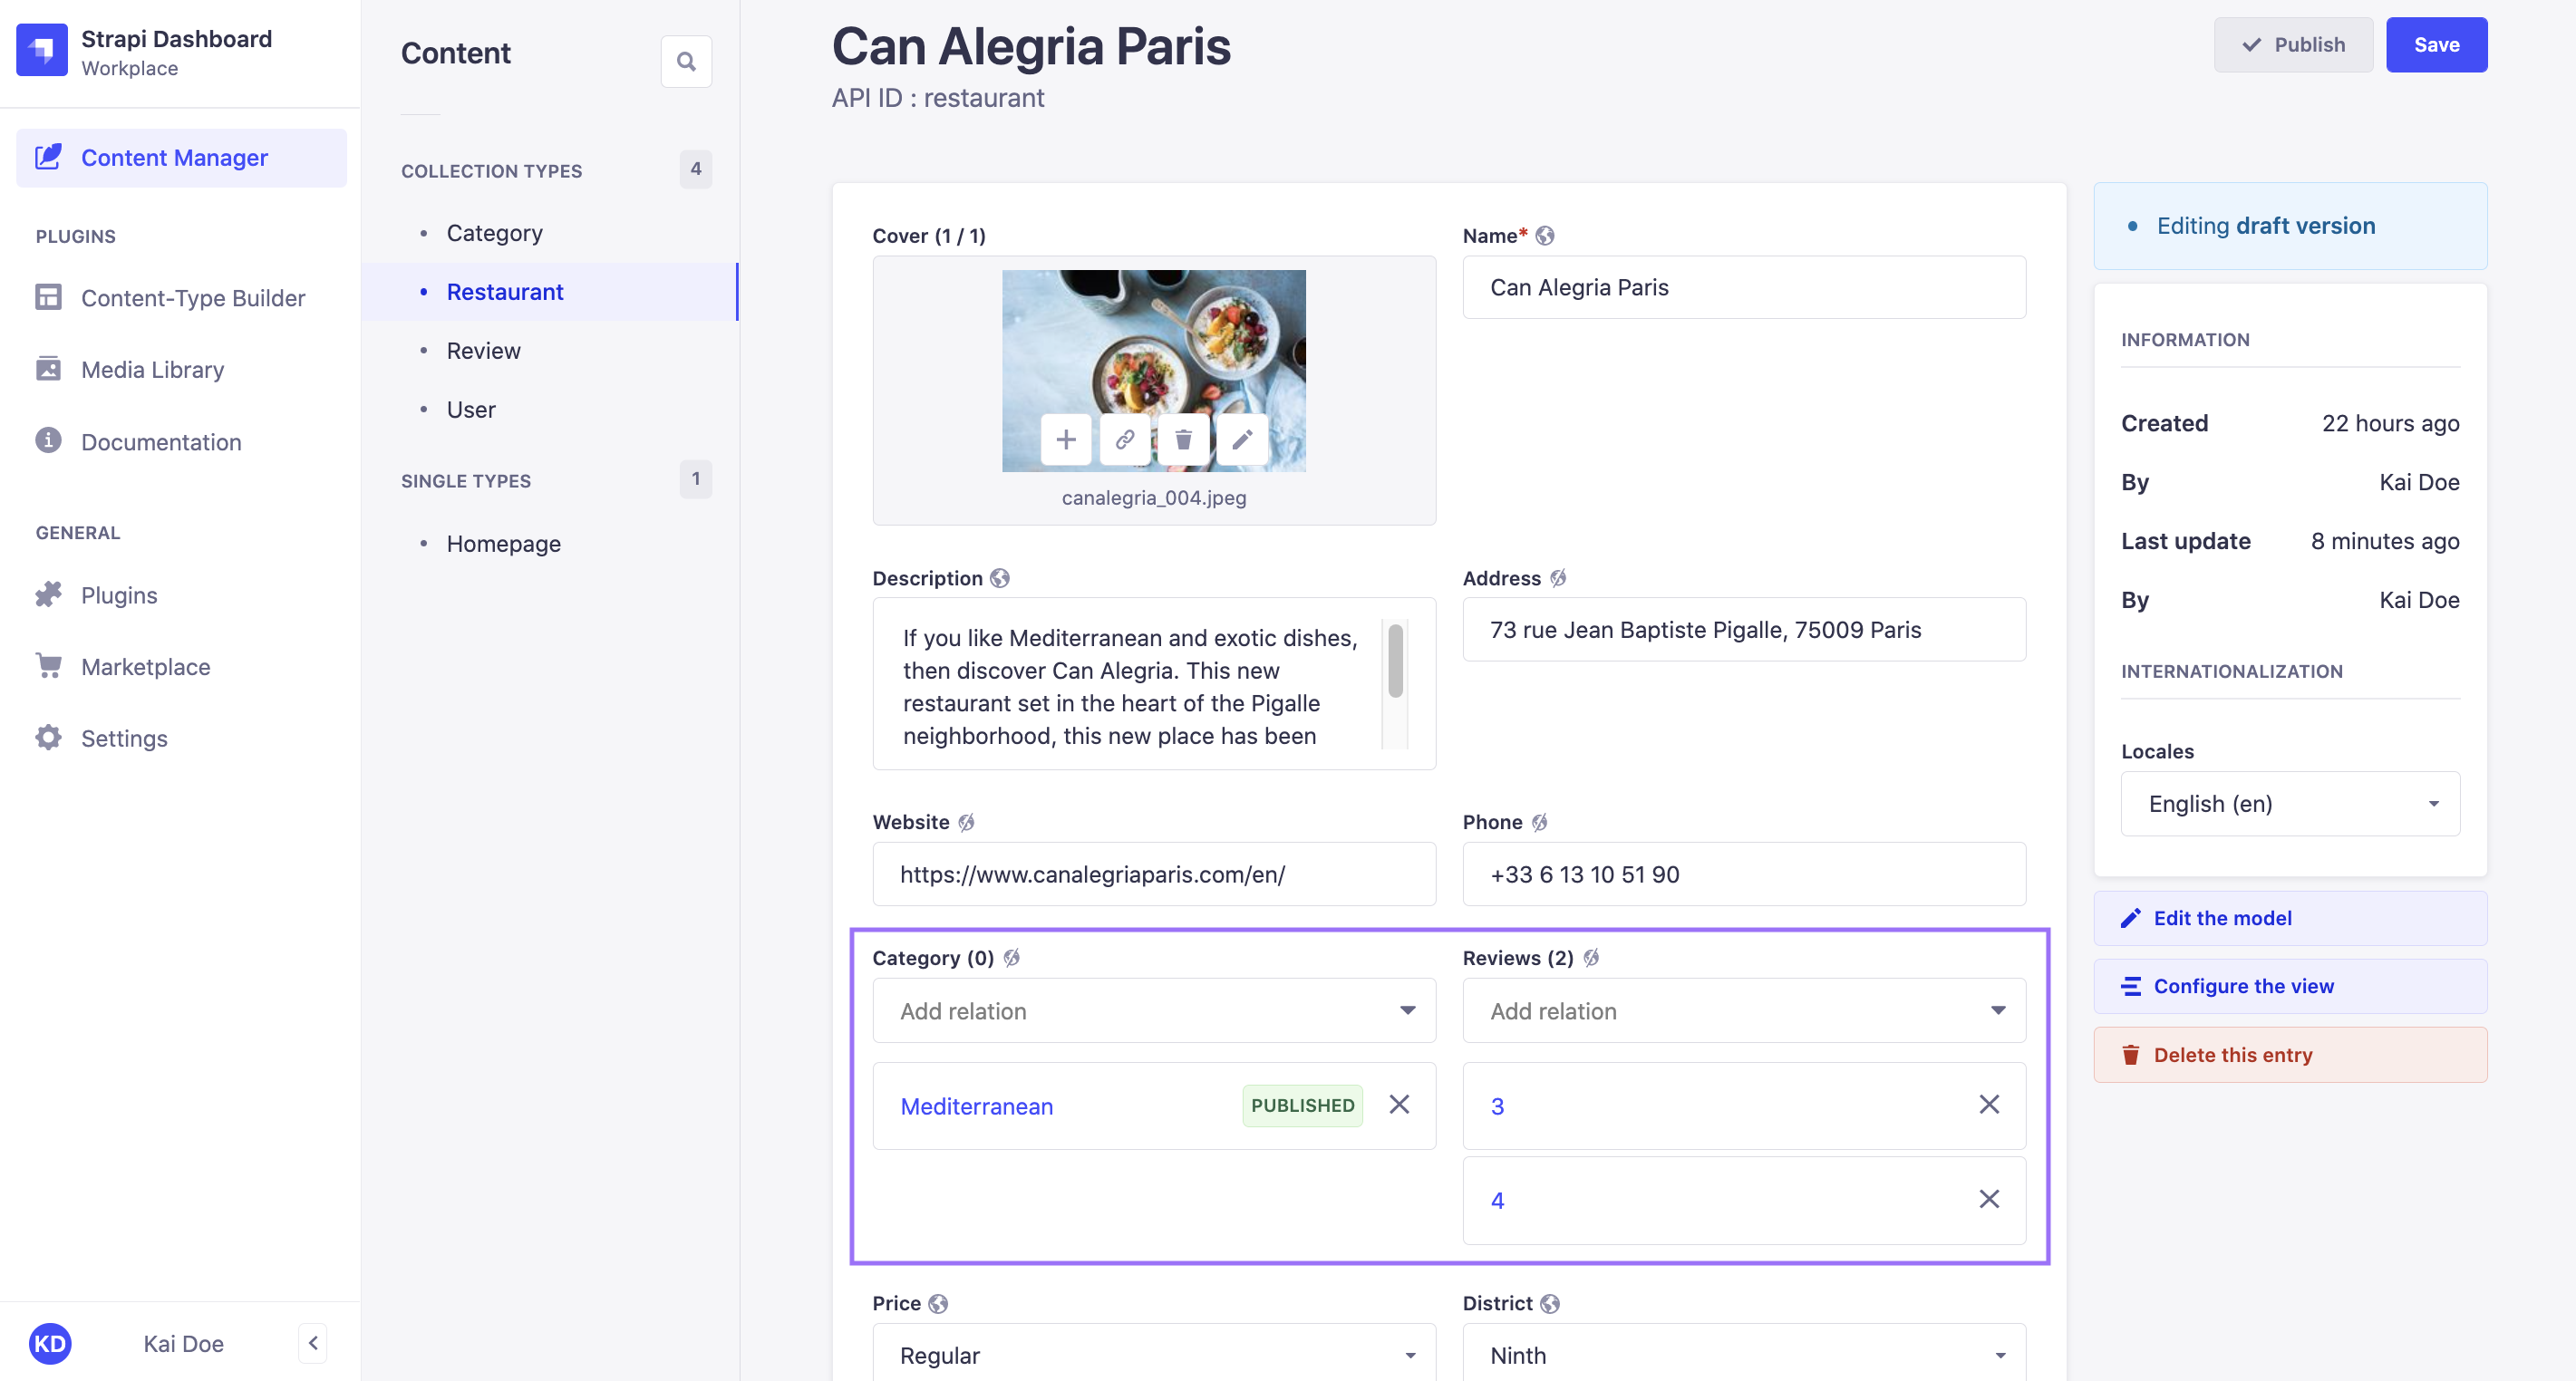 Strapi Dashboard
Workplace
Content Manager
PLUGINS
Content-Type Builder
Media Library
Documentation
GENERAL
Plugins
Marketplace
Settings
KD
Kai Doe
Content
COLLECTION TYPES
4
Category
Restaurant
Review
User
SINGLE TYPES
1
Homepage
Can Alegria Paris
API ID : restaurant
Publish
Save
Cover (1 / 1)
canalegria_004.jpeg
Name*
Can Alegria Paris
Description
If you like Mediterranean and exotic dishes,
then discover Can Alegria. This new
restaurant set in the heart of the Pigalle
neighborhood, this new place has been
Address
73 rue Jean Baptiste Pigalle, 75009 Paris
Website
https://www.canalegriaparis.com/en/
Phone
+33 6 13 10 51 90
Category (0)
Add relation
Mediterranean
PUBLISHED
Reviews (2)
Add relation
3
4
Price
Regular
District
Ninth
Editing draft version
INFORMATION
Created
22 hours ago
By
Kai Doe
Last update
8 minutes ago
By
Kai Doe
INTERNATIONALIZATION
Locales
English (en)
Edit the model
Configure the view
Delete this entry